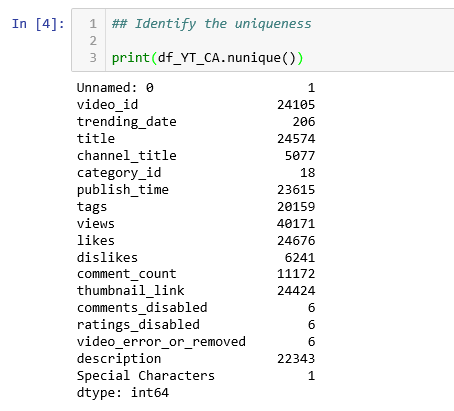 In [4]:
1 ## Identify the uniqueness
2
3 print(df_YT_CA.nunique())
Unnamed: 0 1
video_id 24105
trending_date 206
title 24574
channel_title 5077
category_id 18
publish_time 23615
tags 20159
views 40171
likes 24676
dislikes 6241
comment_count 11172
thumbnail_link 24424
comments_disabled 6
ratings_disabled 6
video_error_or_removed 6
description 22343
Special Characters 1
dtype: int64